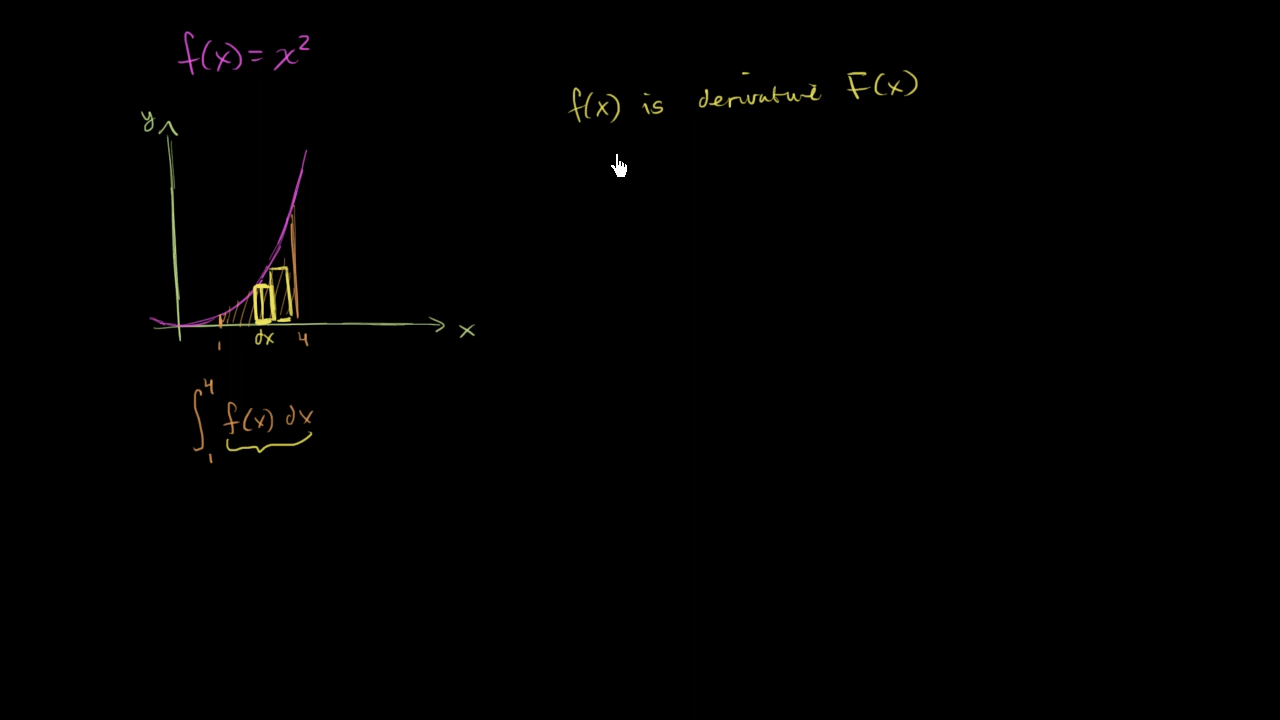 f(x) = x²
f(x) is derivative F(x)
y
x
1 dx 4
∫₁⁴ f(x) dx